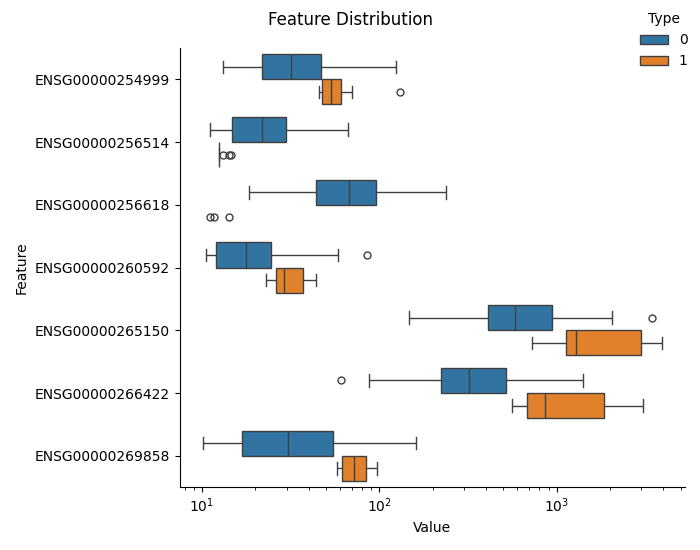 Feature Distribution
Type
0
1
ENSG00000254999
ENSG00000256514
ENSG00000256618
ENSG00000260592
ENSG00000265150
ENSG00000266422
ENSG00000269858
Feature
10¹
10²
10³
Value